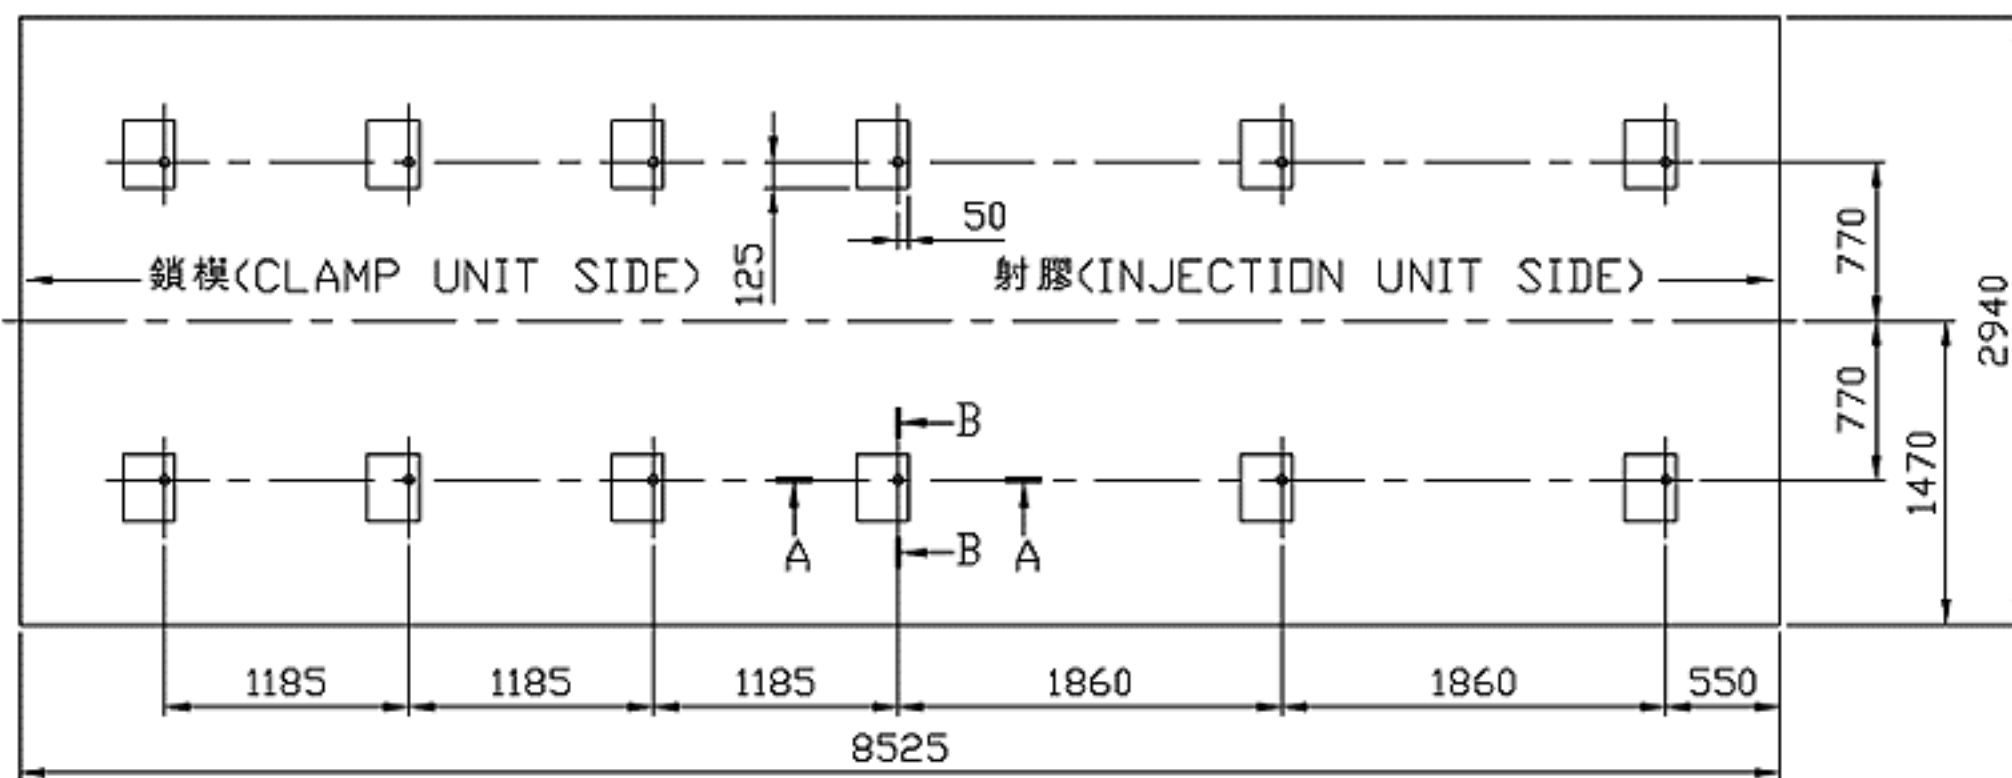 50
125
770
鎖模(CLAMP UNIT SIDE)
射膠(INJECTION UNIT SIDE)
2940
770
B
1470
A
B
A
1185
1185
1185
1860
1860
550
8525